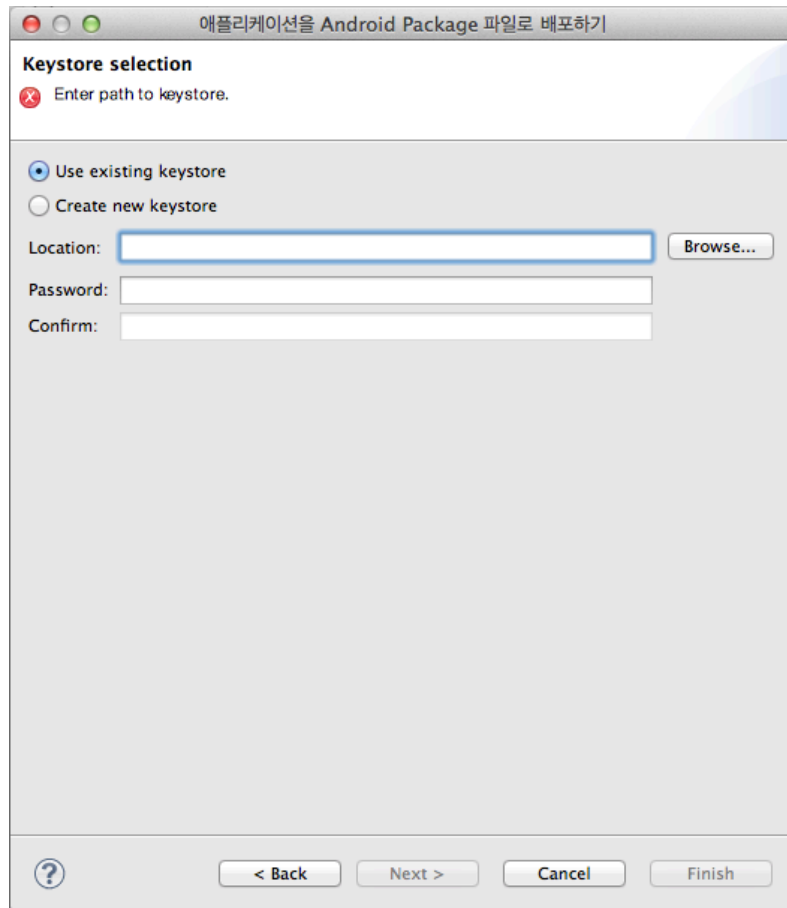 애플리케이션을 Android Package 파일로 배포하기
Keystore selection
Enter path to keystore.
Use existing keystore
Create new keystore
Location:
Browse...
Password:
Confirm:
?
< Back
Next >
Cancel
Finish